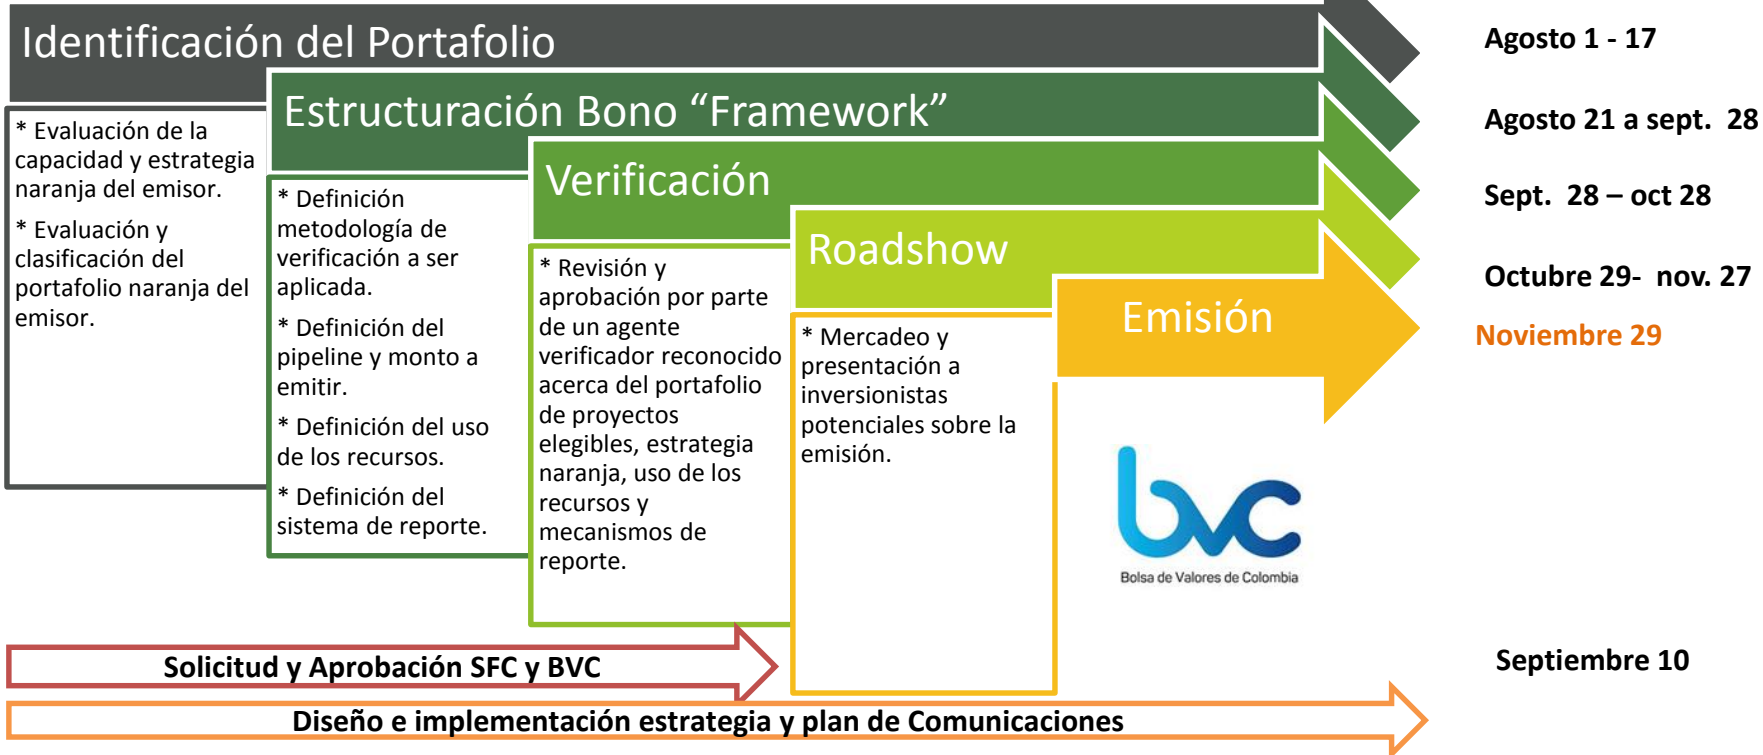 Identificación del Portafolio
Agosto 1 - 17
* Evaluación de la
capacidad y estrategia
naranja del emisor.
* Evaluación y
clasificación del
portafolio naranja del
emisor.
Estructuración Bono “Framework”
Agosto 21 a sept. 28
* Definición
metodología de
verificación a ser
aplicada.
* Definición del
pipeline y monto a
emitir.
* Definición del uso
de los recursos.
* Definición del
sistema de reporte.
Verificación
Sept. 28 – oct 28
* Revisión y
aprobación por parte
de un agente
verificador reconocido
acerca del portafolio
de proyectos
elegibles, estrategia
naranja, uso de los
recursos y
mecanismos de
reporte.
Roadshow
Octubre 29- nov. 27
* Mercadeo y
presentación a
inversionistas
potenciales sobre la
emisión.
Emisión
Noviembre 29
bvc
Bolsa de Valores de Colombia
Solicitud y Aprobación SFC y BVC
Septiembre 10
Diseño e implementación estrategia y plan de Comunicaciones